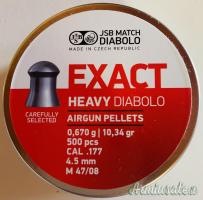 JSB MATCH
DIABOLO
MADE IN CZECH REPUBLIC
EXACT
HEAVY DIABOLO
CAREFULLY
SELECTED
AIRGUN PELLETS
0,670 g | 10,34 gr
500 pcs
CAL .177
4.5 mm
M 47/08